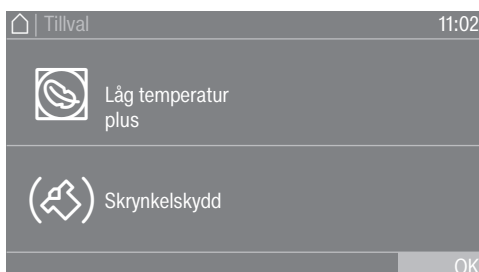 | Tillval 11:02
Låg temperatur
plus
Skrynkelskydd
OK